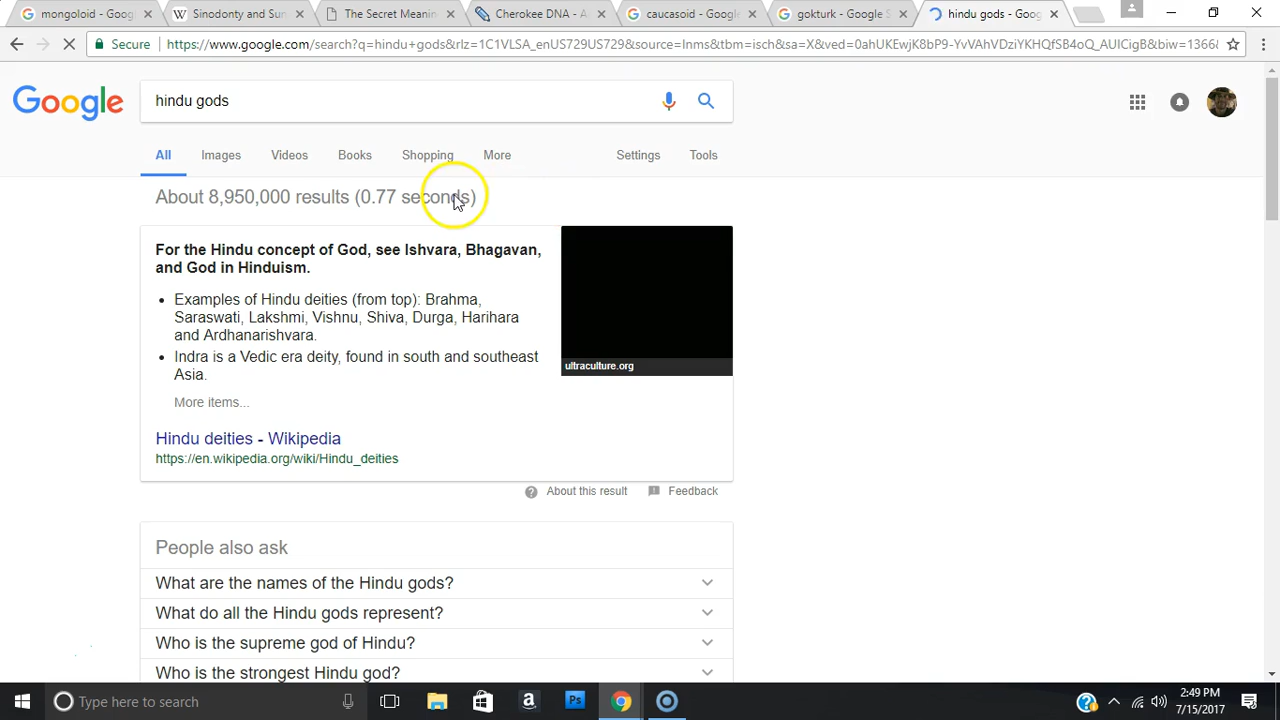 mongoloid - Goog
Sinodonty and Sun
The Secret Meanin
Cherokee DNA - A
caucasoid - Google
gokturk - Google S
hindu gods - Goog
Secure https://www.google.com/search?q=hindu+gods&rlz=1C1VLSA_enUS729US729&source=lnms&tbm=isch&sa=X&ved=0ahUKEwjK8bP9-YvVAhVDziYKHQfSB4oQ_AUICigB&biw=1366&
Google
hindu gods
All Images Videos Books Shopping More Settings Tools
About 8,950,000 results (0.77 seconds)
For the Hindu concept of God, see Ishvara, Bhagavan,
and God in Hinduism.
Examples of Hindu deities (from top): Brahma,
Saraswati, Lakshmi, Vishnu, Shiva, Durga, Harihara
and Ardhanarishvara.
Indra is a Vedic era deity, found in south and southeast
Asia.
More items...
ultraculture.org
Hindu deities - Wikipedia
https://en.wikipedia.org/wiki/Hindu_deities
About this result Feedback
People also ask
What are the names of the Hindu gods?
What do all the Hindu gods represent?
Who is the supreme god of Hindu?
Who is the strongest Hindu god?
Type here to search
2:49 PM
7/15/2017